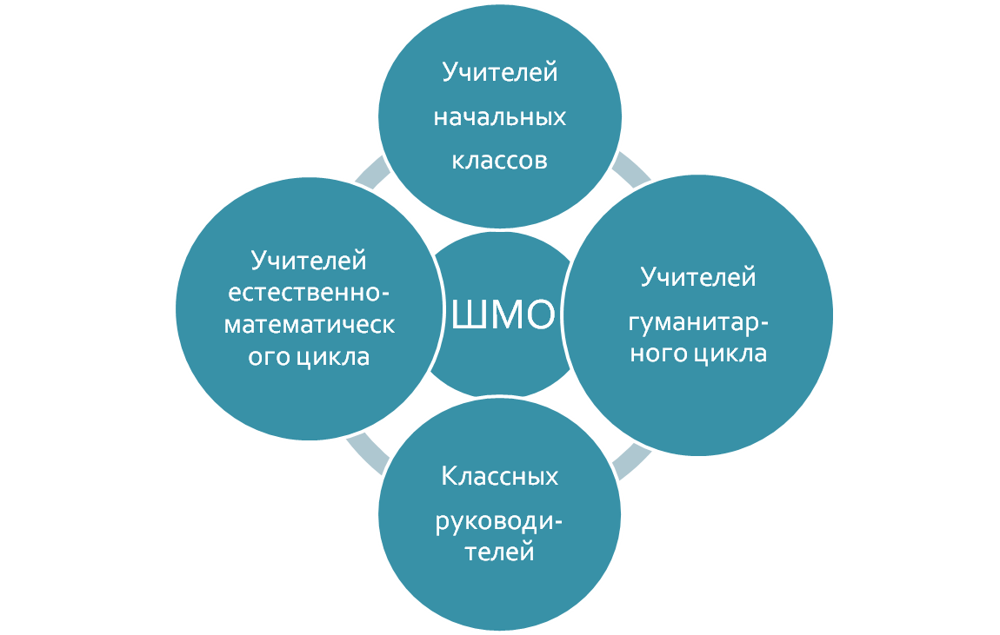 Учителей
начальных
классов
Учителей
естественно-
математическ
ого цикла
ШМО
Учителей
гуманитар-
ного цикла
Классных
руководи-
телей